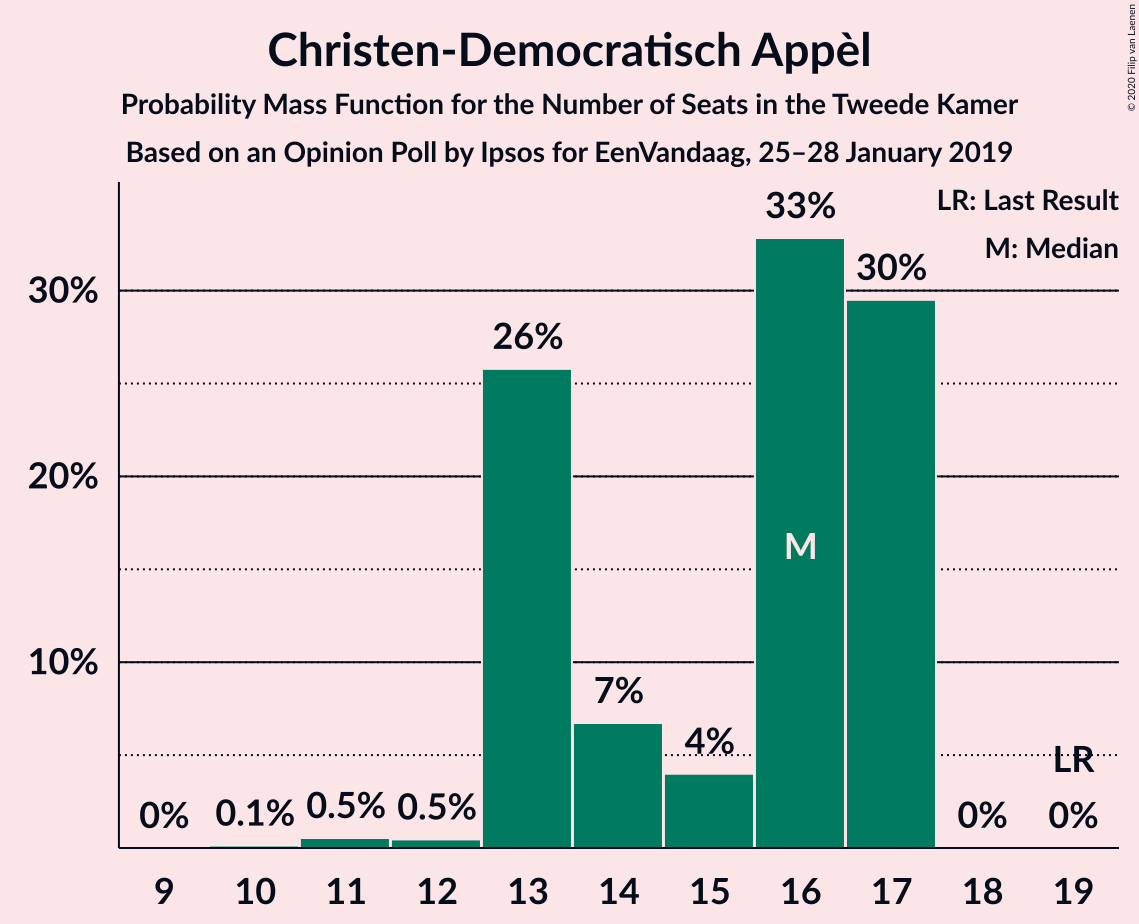 Christen-Democratisch Appèl
Probability Mass Function for the Number of Seats in the Tweede Kamer
Based on an Opinion Poll by Ipsos for EenVandaag, 25–28 January 2019
© 2020 Filip van Laenen
LR: Last Result
M: Median
33%
30%
30%
26%
20%
M
10%
7%
4%
LR
0%
0.1%
0.5%
0.5%
0%
0%
9 10 11 12 13 14 15 16 17 18 19